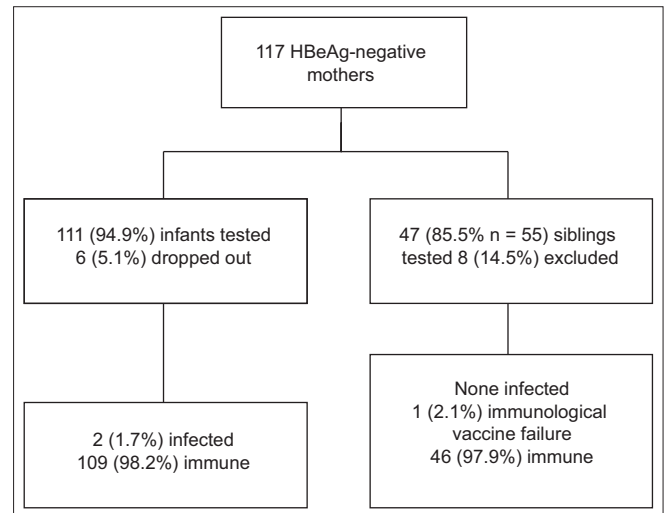 117 HBeAg-negative
mothers
111 (94.9%) infants tested
6 (5.1%) dropped out
47 (85.5% n = 55) siblings
tested 8 (14.5%) excluded
2 (1.7%) infected
109 (98.2%) immune
None infected
1 (2.1%) immunological
vaccine failure
46 (97.9%) immune